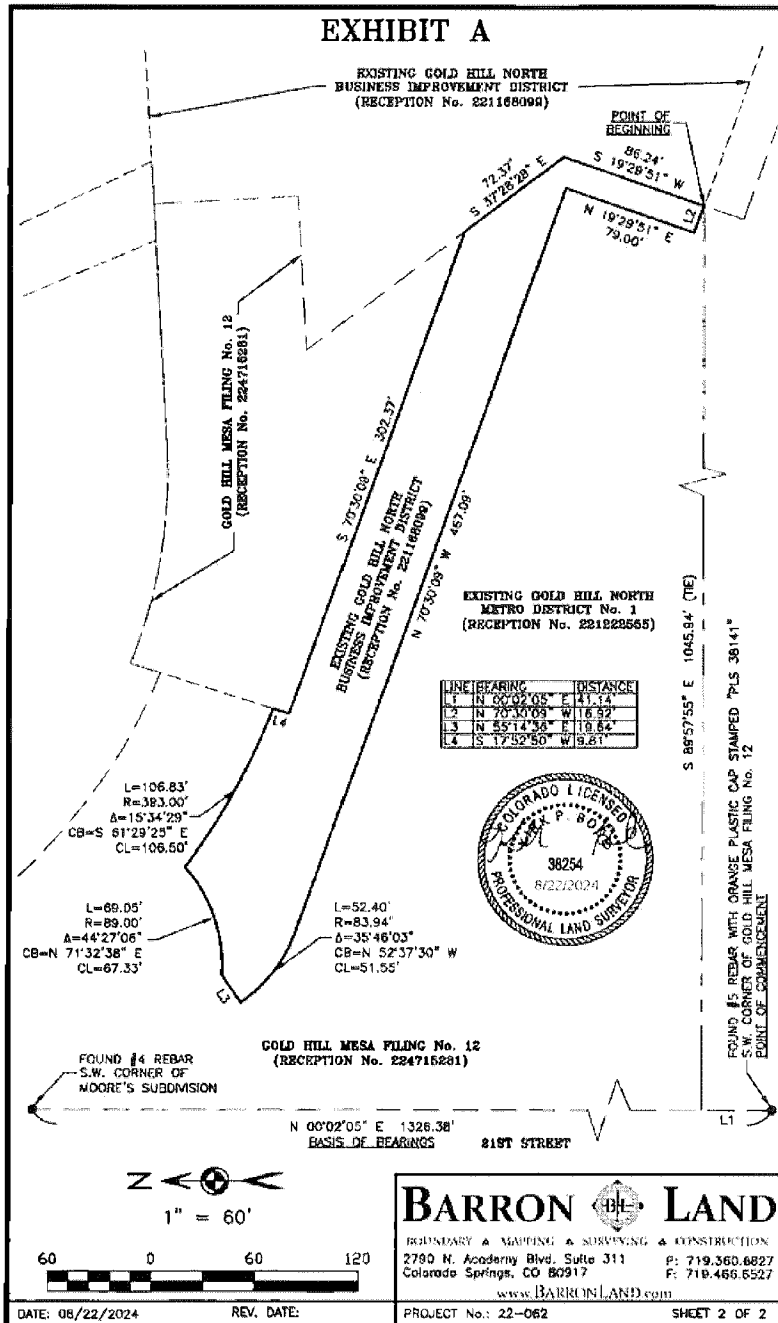 EXHIBIT A
EXISTING GOLD HILL NORTH
BUSINESS IMPROVEMENT DISTRICT
(RECEPTION No. 221168099)
POINT OF
BEGINNING
86.24'
S 19°29'51" W
72.37'
S 37°28'28" E
L2
N 19°29'51" E
79.00'
GOLD HILL MESA FILING No. 12
(RECEPTION No. 224715281)
S 70°30'09" E 302.37'
EXISTING GOLD HILL NORTH
BUSINESS IMPROVEMENT DISTRICT
(RECEPTION No. 221168099)
N 70°30'09" W 457.09'
EXISTING GOLD HILL NORTH
METRO DISTRICT No. 1
(RECEPTION No. 221222565)
S 89°57'55" E 1045.94' (TIE)
LINE BEARING DISTANCE
L1 N 00°02'05" E 41.14'
L2 N 70°30'09" W 16.92'
L3 N 55°14'36" E 19.64'
L4 S 17°52'50" W 9.81'
L4
FOUND #5 REBAR WITH ORANGE PLASTIC CAP STAMPED "PLS 38141"
S.W. CORNER OF GOLD HILL MESA FILING No. 12
POINT OF COMMENCEMENT
COLORADO LICENSED
38254
8/22/2024
PROFESSIONAL LAND SURVEYOR
L=106.83'
R=393.00'
Δ=15°34'29"
CB=S 61°29'25" E
CL=106.50'
L=69.05'
R=89.00'
Δ=44°27'06"
CB=N 71°32'38" E
CL=67.33'
L=52.40'
R=83.94'
Δ=35°46'03"
CB=N 52°37'30" W
CL=51.55'
L3
GOLD HILL MESA FILING No. 12
(RECEPTION No. 224715281)
FOUND #4 REBAR
S.W. CORNER OF
MOORE'S SUBDIVISION
L1
N 00°02'05" E 1326.38'
BASIS OF BEARINGS 21ST STREET
Z
1" = 60'
60 0 60 120
BARRON BL LAND
BOUNDARY & MAPPING & SURVEYING & CONSTRUCTION
2790 N. Academy Blvd. Suite 311 P: 719.360.6827
Colorado Springs, CO 80917 F: 719.466.6527
www.BARRONLAND.com
DATE: 08/22/2024 REV. DATE: PROJECT No.: 22-062 SHEET 2 OF 2